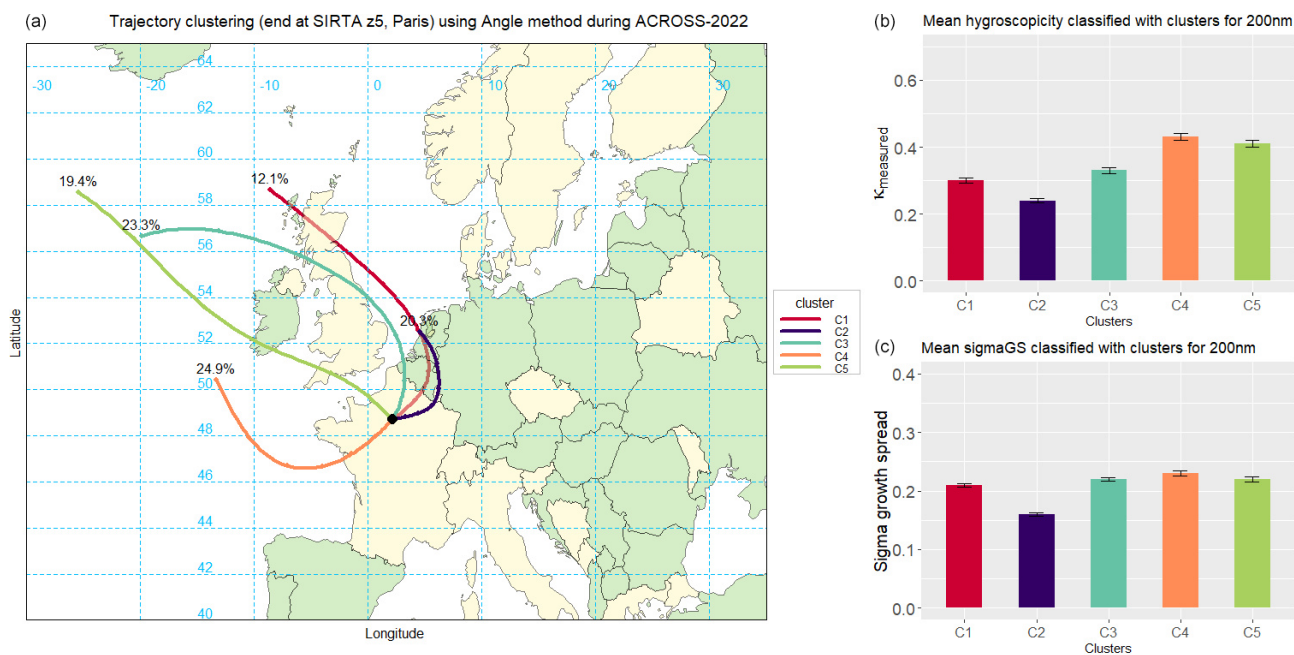 (a) Trajectory clustering (end at SIRTA z5, Paris) using Angle method during ACROSS-2022
64
-30 -20 -10 0 10 20 30
62
60
19.4% 12.1%
58
23.3%
56
54
20.3%
52
24.9%
50
48
46
44
42
40
Latitude
Longitude
cluster
C1
C2
C3
C4
C5
(b) Mean hygroscopicity classified with clusters for 200nm
0.6
0.4
0.2
0.0
κmeasured
C1 C2 C3 C4 C5
Clusters
(c) Mean sigmaGS classified with clusters for 200nm
0.4
0.3
0.2
0.1
0.0
Sigma growth spread
C1 C2 C3 C4 C5
Clusters